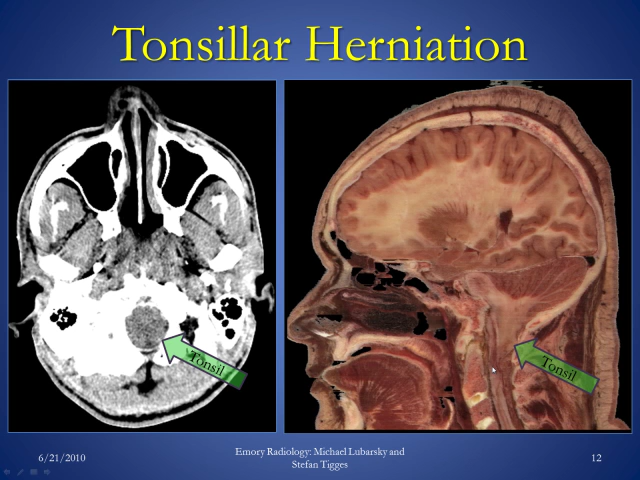 Tonsillar Herniation
Tonsil
Tonsil
6/21/2010
Emory Radiology: Michael Lubarsky and
Stefan Tigges
12